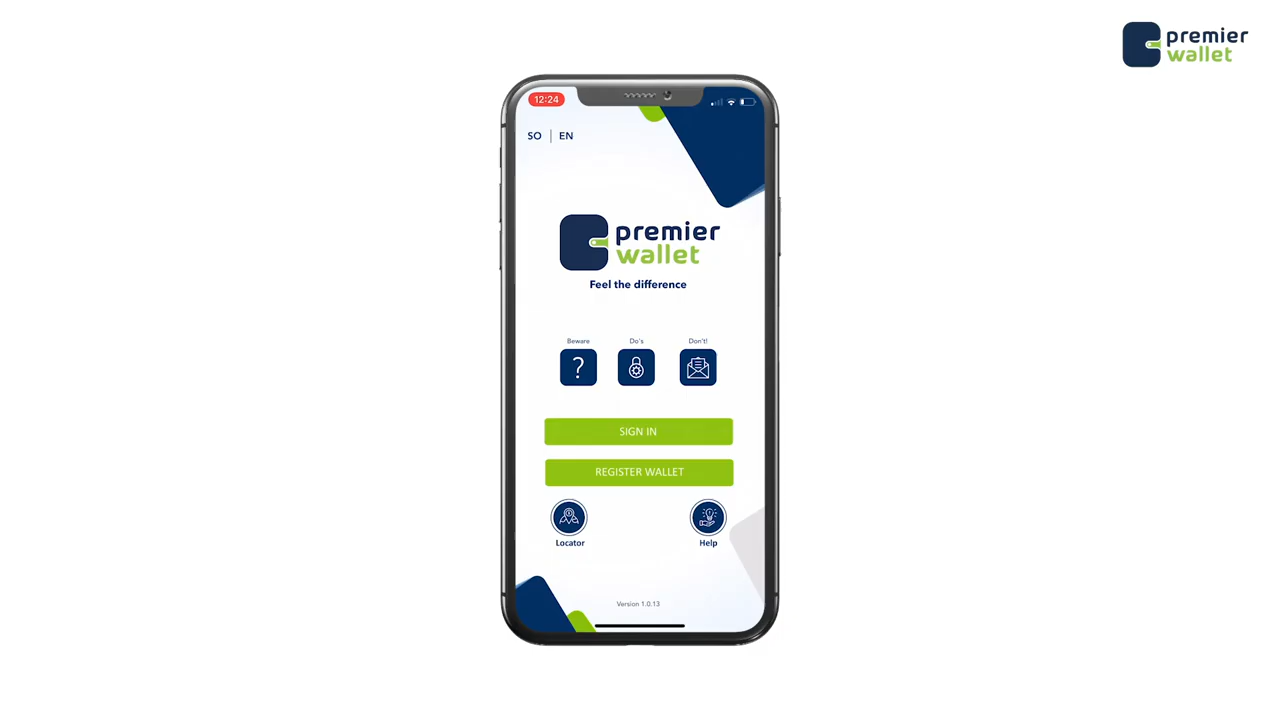 premier
wallet
12:24
SO | EN
premier
wallet
Feel the difference
Beware
Do's
Don't!
SIGN IN
REGISTER WALLET
Locator
Help
Version 1.0.13